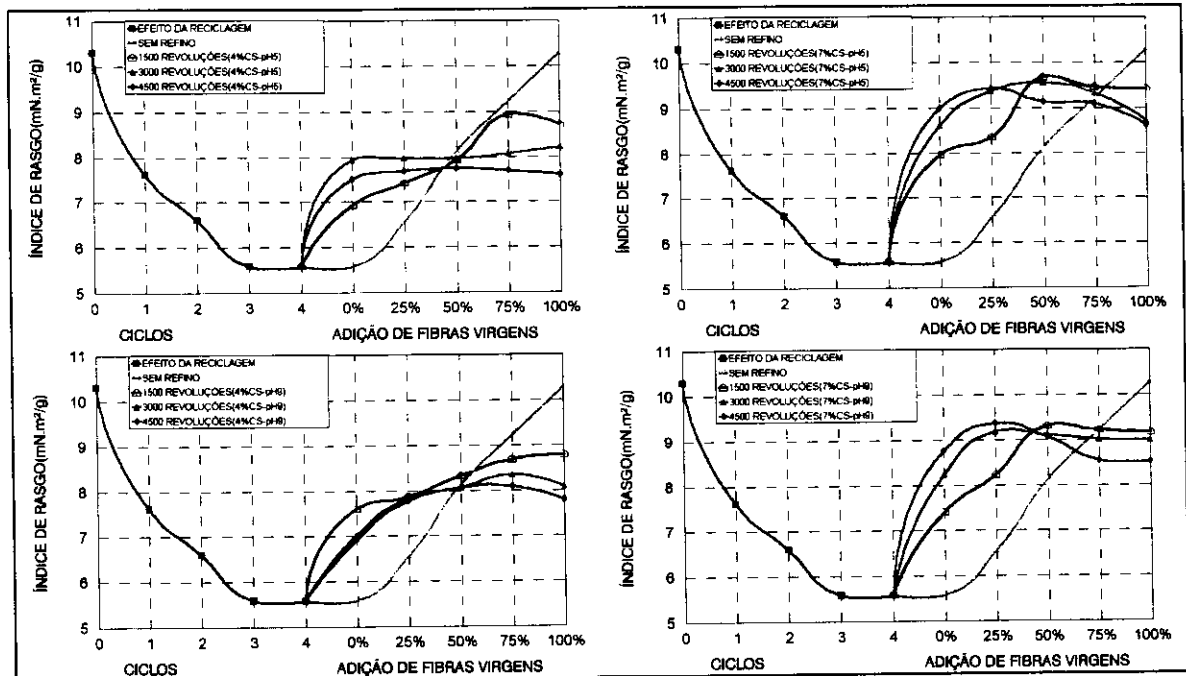 ÍNDICE DE RASGO(mN.m²/g)
11
10
9
8
7
6
5
EFEITO DA RECICLAGEM
SEM REFINO
1500 REVOLUÇÕES(4%CS-pH5)
3000 REVOLUÇÕES(4%CS-pH5)
4500 REVOLUÇÕES(4%CS-pH5)
0 1 2 3 4 0% 25% 50% 75% 100%
CICLOS ADIÇÃO DE FIBRAS VIRGENS
ÍNDICE DE RASGO(mN.m²/g)
11
10
9
8
7
6
5
EFEITO DA RECICLAGEM
SEM REFINO
1500 REVOLUÇÕES(7%CS-pH5)
3000 REVOLUÇÕES(7%CS-pH5)
4500 REVOLUÇÕES(7%CS-pH5)
0 1 2 3 4 0% 25% 50% 75% 100%
CICLOS ADIÇÃO DE FIBRAS VIRGENS
ÍNDICE DE RASGO(mN.m²/g)
11
10
9
8
7
6
5
EFEITO DA RECICLAGEM
SEM REFINO
1500 REVOLUÇÕES(4%CS-pH9)
3000 REVOLUÇÕES(4%CS-pH9)
4500 REVOLUÇÕES(4%CS-pH9)
0 1 2 3 4 0% 25% 50% 75% 100%
CICLOS ADIÇÃO DE FIBRAS VIRGENS
ÍNDICE DE RASGO(mN.m²/g)
11
10
9
8
7
6
5
EFEITO DA RECICLAGEM
SEM REFINO
1500 REVOLUÇÕES(7%CS-pH9)
3000 REVOLUÇÕES(7%CS-pH9)
4500 REVOLUÇÕES(7%CS-pH9)
0 1 2 3 4 0% 25% 50% 75% 100%
CICLOS ADIÇÃO DE FIBRAS VIRGENS